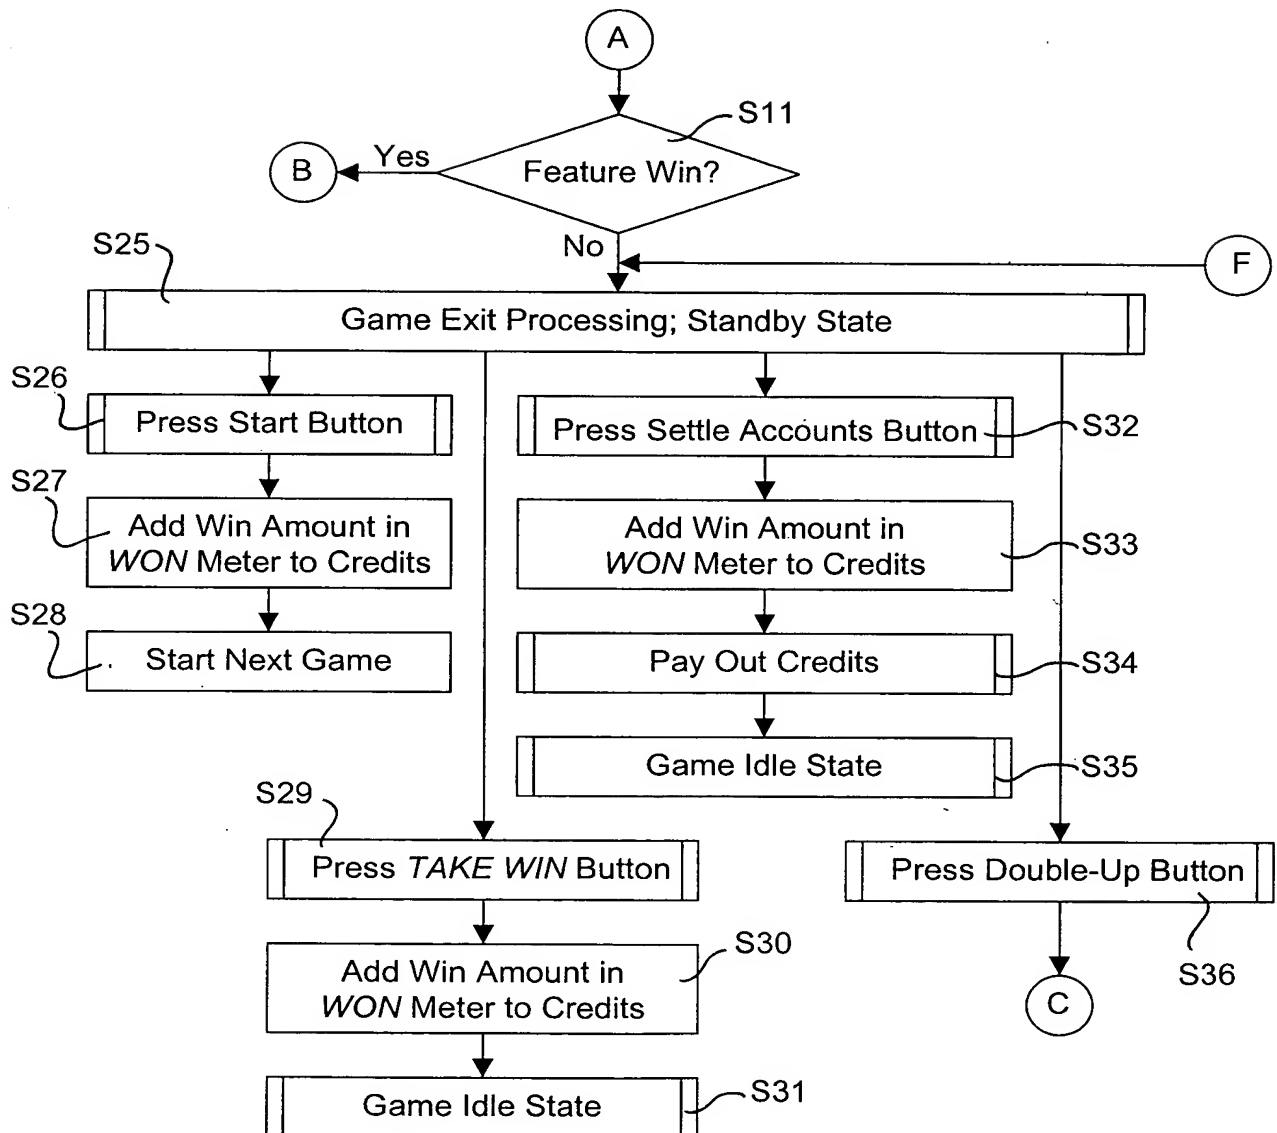 A
S11
Feature Win?
Yes
B
No
F
S25
Game Exit Processing; Standby State
S26
Press Start Button
S27
Add Win Amount in
WON Meter to Credits
S28
Start Next Game
Press Settle Accounts Button
S32
Add Win Amount in
WON Meter to Credits
S33
Pay Out Credits
S34
Game Idle State
S35
S29
Press TAKE WIN Button
S30
Add Win Amount in
WON Meter to Credits
Game Idle State
S31
Press Double-Up Button
S36
C